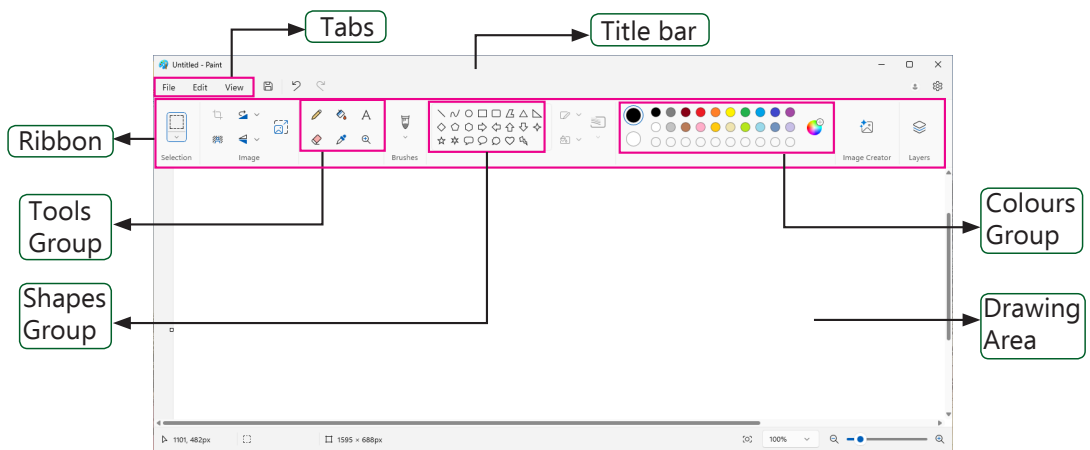 Tabs
Title bar
Untitled - Paint
File Edit View
Ribbon
Selection Image Brushes Image Creator Layers
A
Tools
Group
Colours
Group
Shapes
Group
Drawing
Area
1101, 482px 1595 × 688px 100%